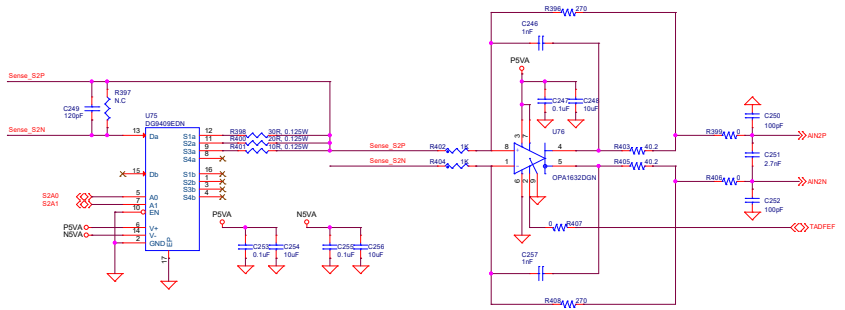 R396
270
C246
1nF
P5VA
Sense_S2P
R397
N.C
C249
120pF
U75
DG9409EDN
C247
0.1uF
C248
10uF
U76
C250
100pF
Sense_S2N
13
Da
S1a
12
R398
30R, 0.125W
S2a
11
R400
20R, 0.125W
S3a
9
R401
10R, 0.125W
S4a
8
Sense_S2P
R402
1K
8
3
7
4
R403
40.2
R399
0
AIN2P
C251
2.7nF
Sense_S2N
R404
1K
1
5
R405
40.2
OPA1632DGN
6
2
9
R406
0
AIN2N
15
Db
S1b
16
S2b
1
S3b
3
S4b
4
S2A0
5
A0
S2A1
7
A1
10
EN
P5VA
6
V+
N5VA
14
V-
2
GND
EP
17
C252
100pF
P5VA
N5VA
0
R407
TADFEF
C253
0.1uF
C254
10uF
C255
0.1uF
C256
10uF
C257
1nF
R408
270